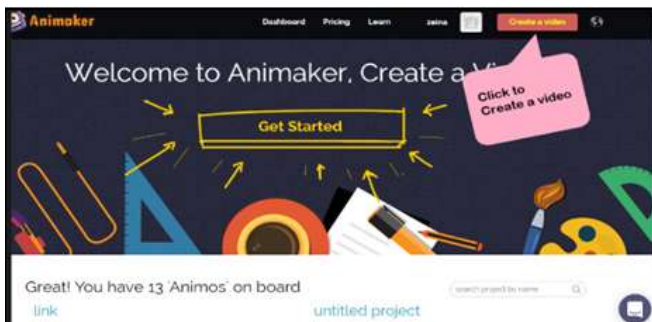 Animaker
Dashboard Pricing Learn zaina Create a video
Welcome to Animaker, Create a Vi
Click to
Create a video
Get Started
Great! You have 13 'Animos' on board
search project by name
link
untitled project